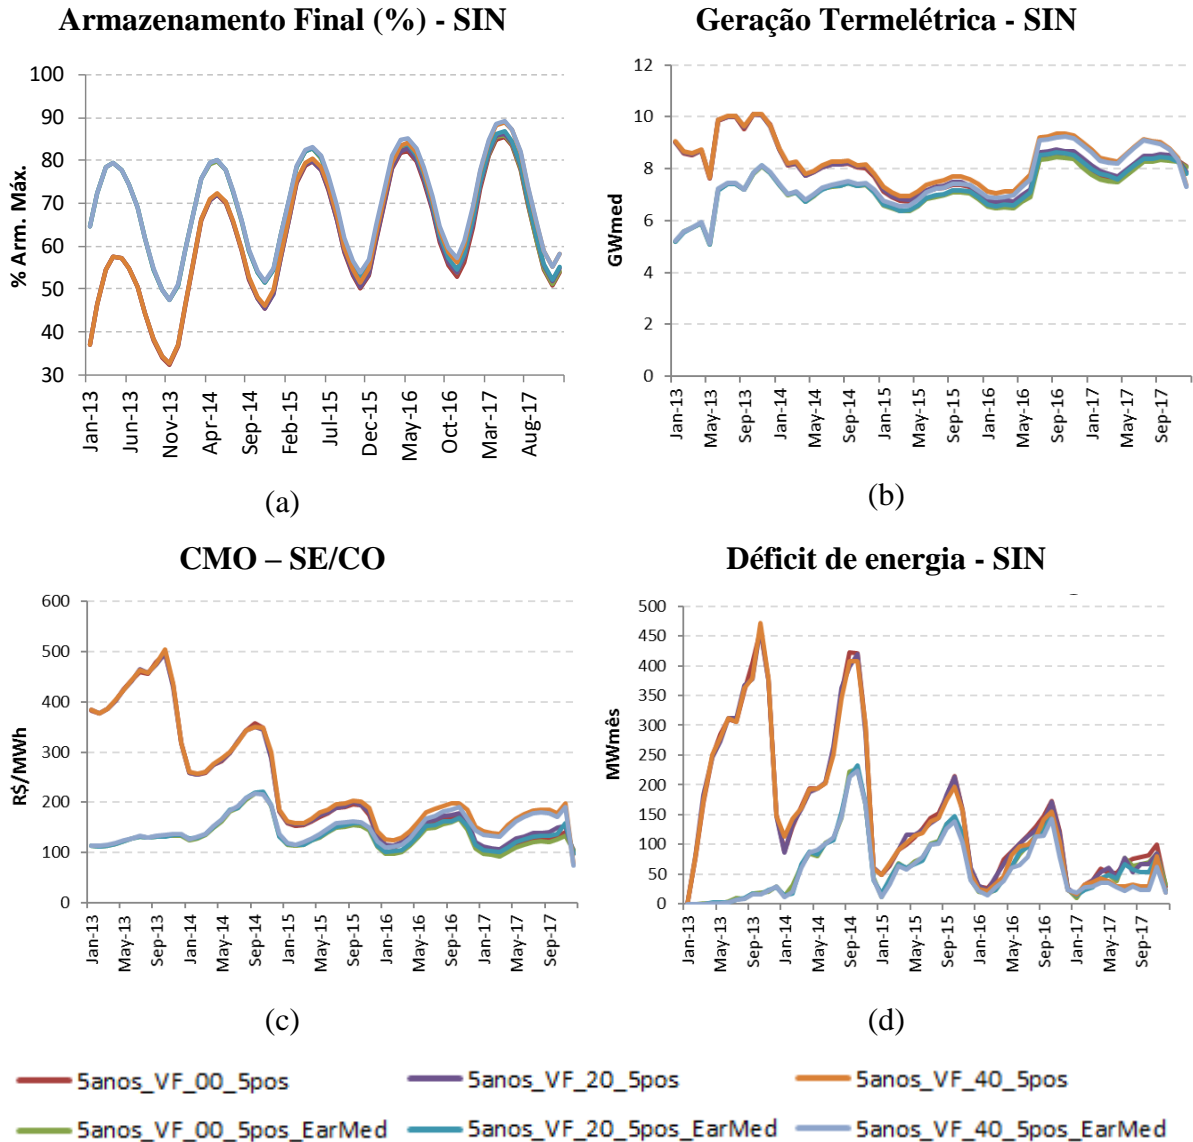 Armazenamento Final (%) - SIN
% Arm. Máx.
100
90
80
70
60
50
40
30
Jan-13
Jun-13
Nov-13
Apr-14
Sep-14
Feb-15
Jul-15
Dec-15
May-16
Oct-16
Mar-17
Aug-17
(a)
Geração Termelétrica - SIN
GWmed
12
10
8
6
4
2
0
Jan-13
May-13
Sep-13
Jan-14
May-14
Sep-14
Jan-15
May-15
Sep-15
Jan-16
May-16
Sep-16
Jan-17
May-17
Sep-17
(b)
CMO – SE/CO
R$/MWh
600
500
400
300
200
100
0
Jan-13
May-13
Sep-13
Jan-14
May-14
Sep-14
Jan-15
May-15
Sep-15
Jan-16
May-16
Sep-16
Jan-17
May-17
Sep-17
(c)
Déficit de energia - SIN
MWmês
500
450
400
350
300
250
200
150
100
50
0
Jan-13
May-13
Sep-13
Jan-14
May-14
Sep-14
Jan-15
May-15
Sep-15
Jan-16
May-16
Sep-16
Jan-17
May-17
Sep-17
(d)
5anos_VF_00_5pos
5anos_VF_20_5pos
5anos_VF_40_5pos
5anos_VF_00_5pos_EarMed
5anos_VF_20_5pos_EarMed
5anos_VF_40_5pos_EarMed